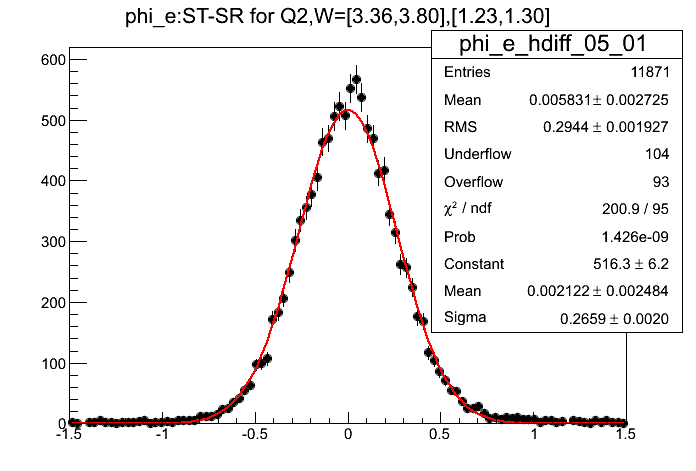 phi_e:ST-SR for Q2,W=[3.36,3.80],[1.23,1.30]
phi_e_hdiff_05_01
Entries 11871
Mean 0.005831 ± 0.002725
RMS 0.2944 ± 0.001927
Underflow 104
Overflow 93
χ² / ndf 200.9 / 95
Prob 1.426e-09
Constant 516.3 ± 6.2
Mean 0.002122 ± 0.002484
Sigma 0.2659 ± 0.0020
600
500
400
300
200
100
0
-1.5 -1 -0.5 0 0.5 1 1.5